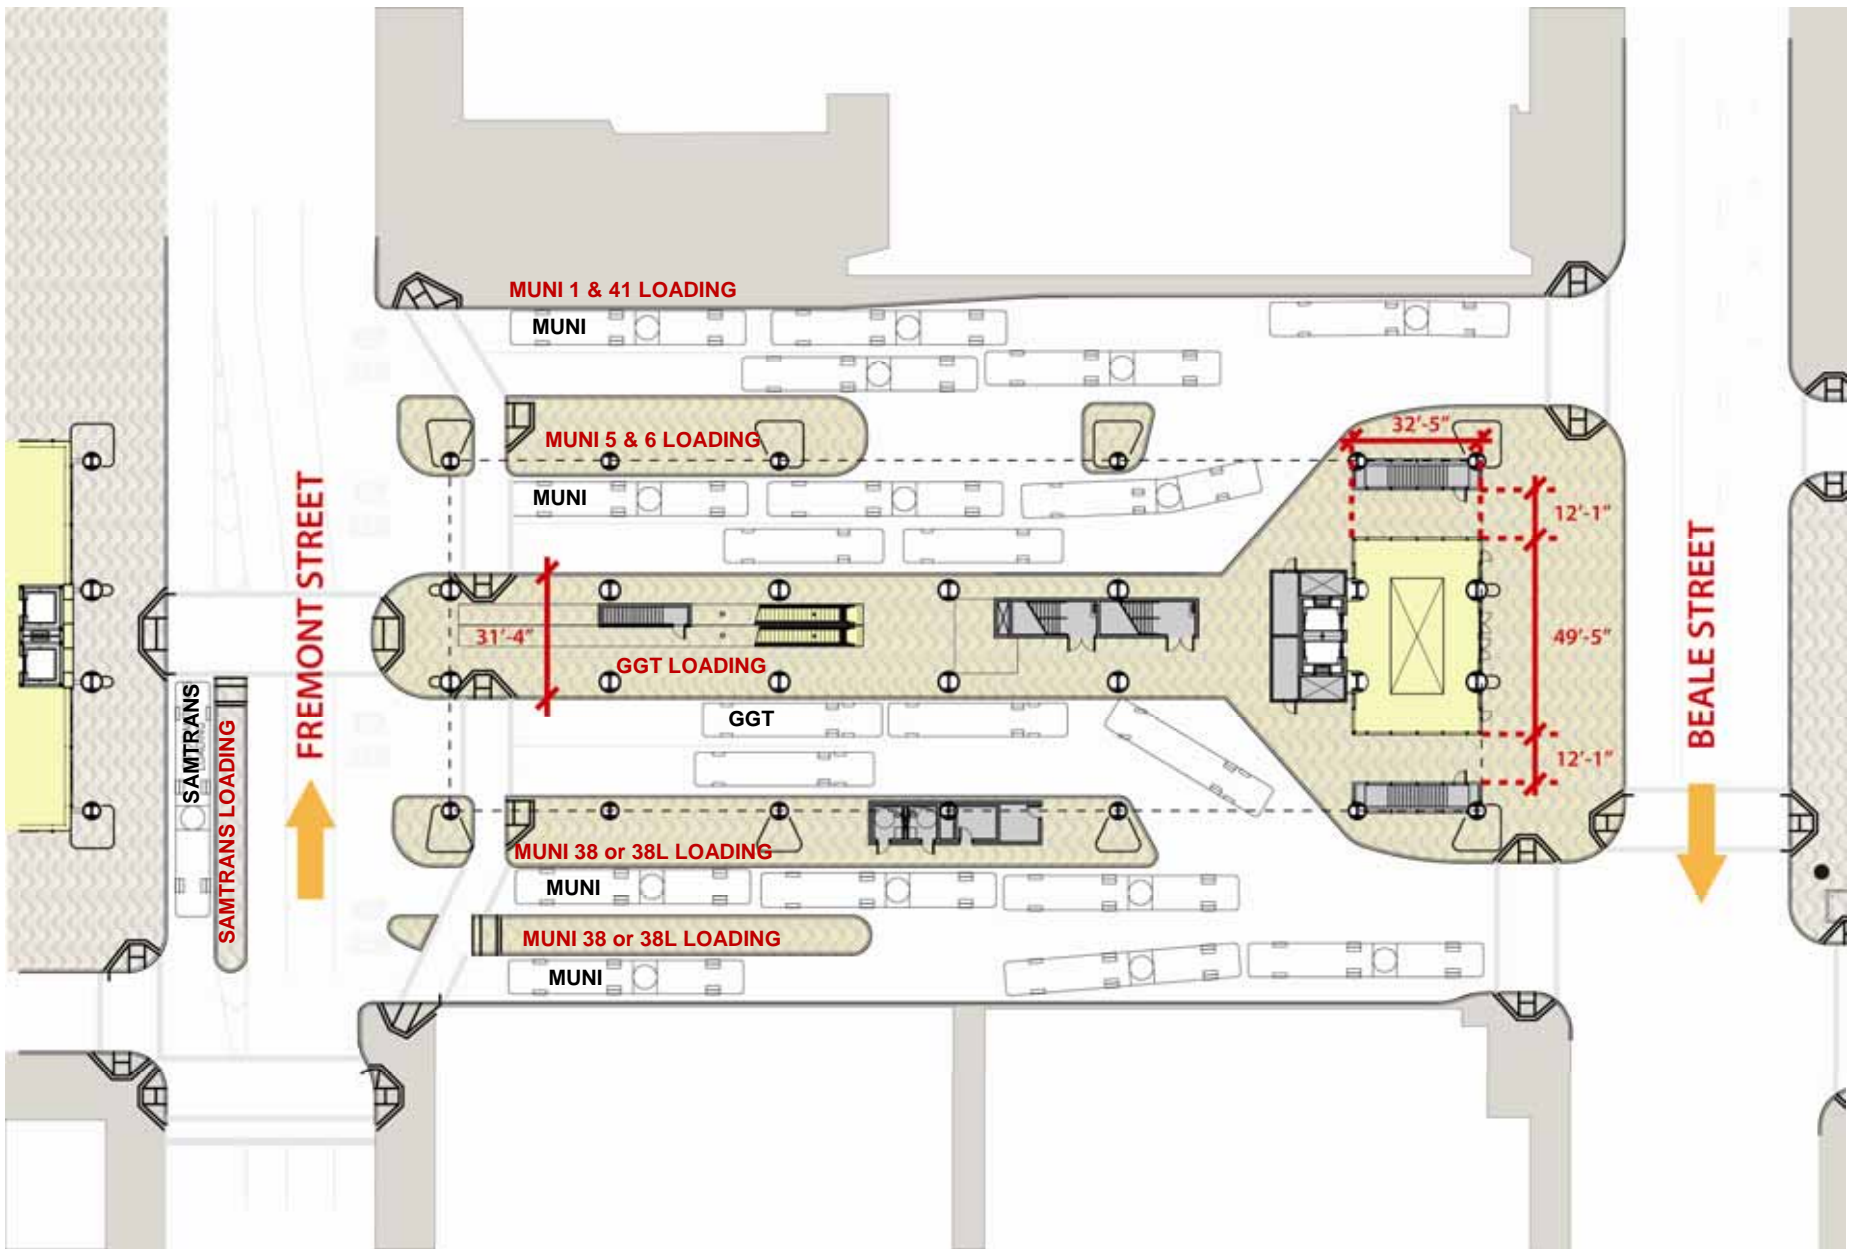 MUNI 1 & 41 LOADING
MUNI
32'-5"
MUNI 5 & 6 LOADING
MUNI
12'-1"
FREMONT STREET
BEALE STREET
31'-4"
49'-5"
GGT LOADING
SAMTRANS
SAMTRANS LOADING
GGT
12'-1"
MUNI 38 or 38L LOADING
MUNI
MUNI 38 or 38L LOADING
MUNI